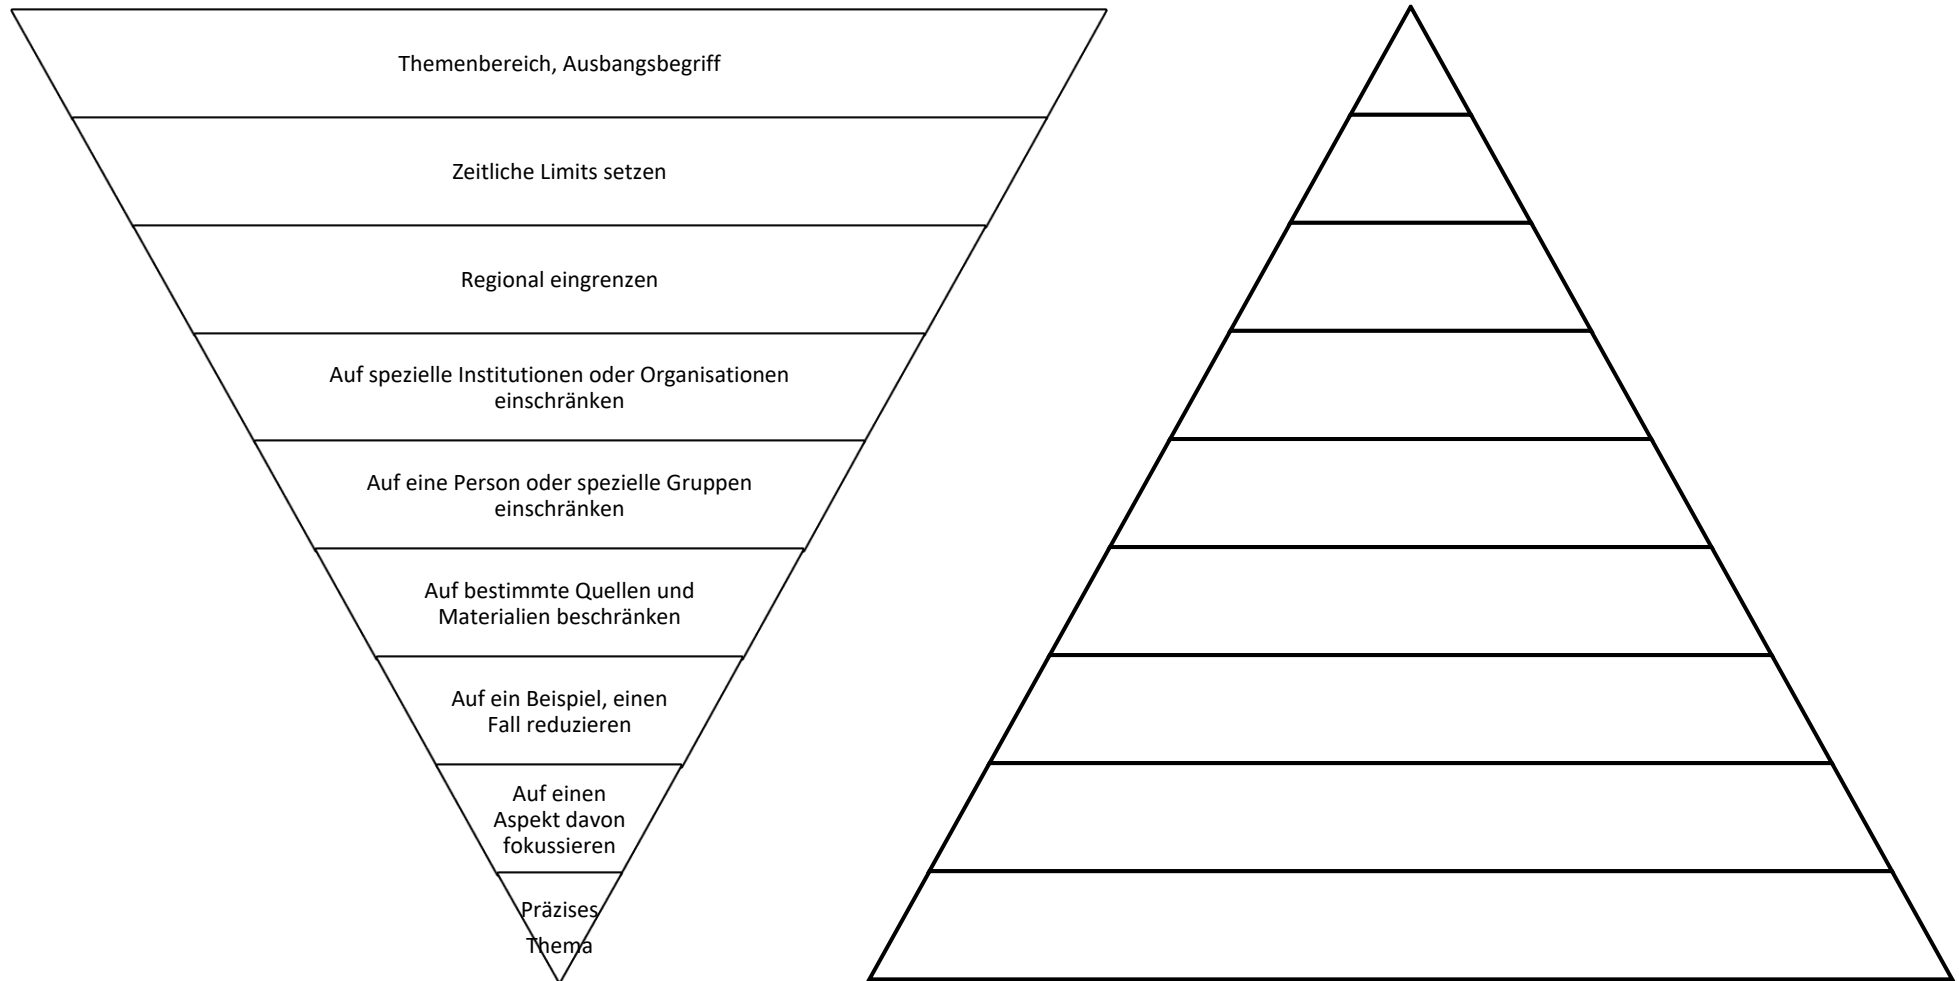 Themenbereich, Ausbangsbegriff
Zeitliche Limits setzen
Regional eingrenzen
Auf spezielle Institutionen oder Organisationen
einschränken
Auf eine Person oder spezielle Gruppen
einschränken
Auf bestimmte Quellen und
Materialien beschränken
Auf ein Beispiel, einen
Fall reduzieren
Auf einen
Aspekt davon
fokussieren
Präzises
Thema